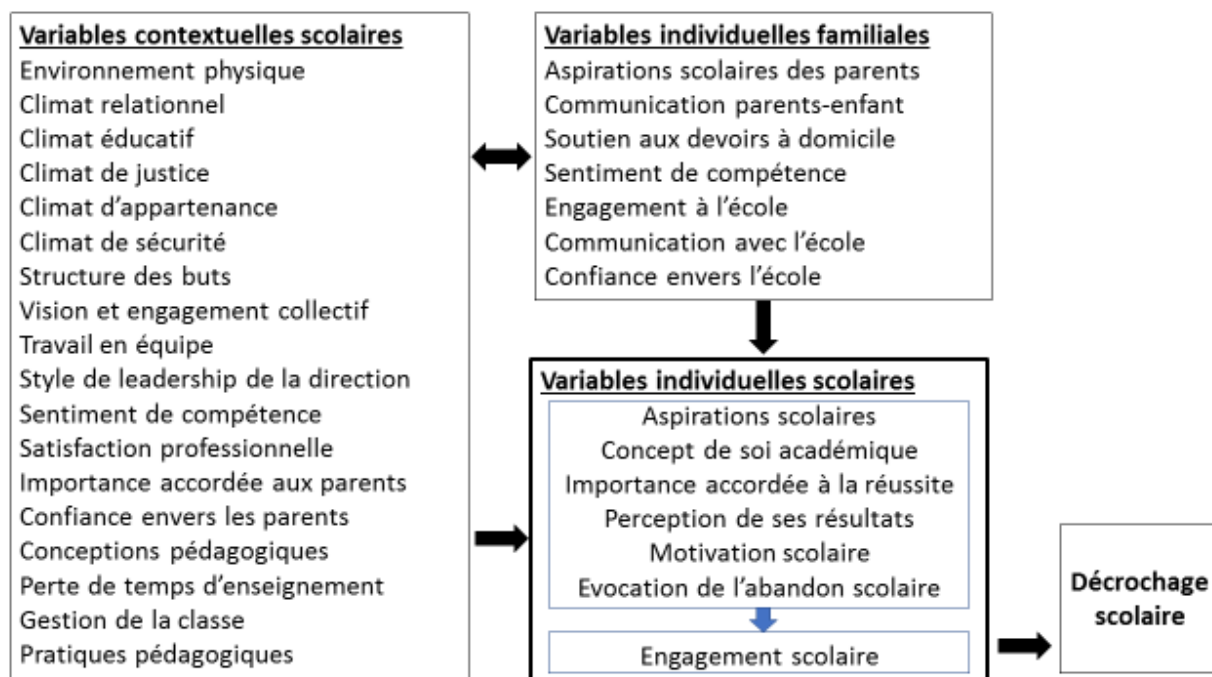 Variables contextuelles scolaires
Environnement physique
Climat relationnel
Climat éducatif
Climat de justice
Climat d'appartenance
Climat de sécurité
Structure des buts
Vision et engagement collectif
Travail en équipe
Style de leadership de la direction
Sentiment de compétence
Satisfaction professionnelle
Importance accordée aux parents
Confiance envers les parents
Conceptions pédagogiques
Perte de temps d'enseignement
Gestion de la classe
Pratiques pédagogiques
Variables individuelles familiales
Aspirations scolaires des parents
Communication parents-enfant
Soutien aux devoirs à domicile
Sentiment de compétence
Engagement à l'école
Communication avec l'école
Confiance envers l'école
Variables individuelles scolaires
Aspirations scolaires
Concept de soi académique
Importance accordée à la réussite
Perception de ses résultats
Motivation scolaire
Evocation de l'abandon scolaire
Engagement scolaire
Décrochage
scolaire